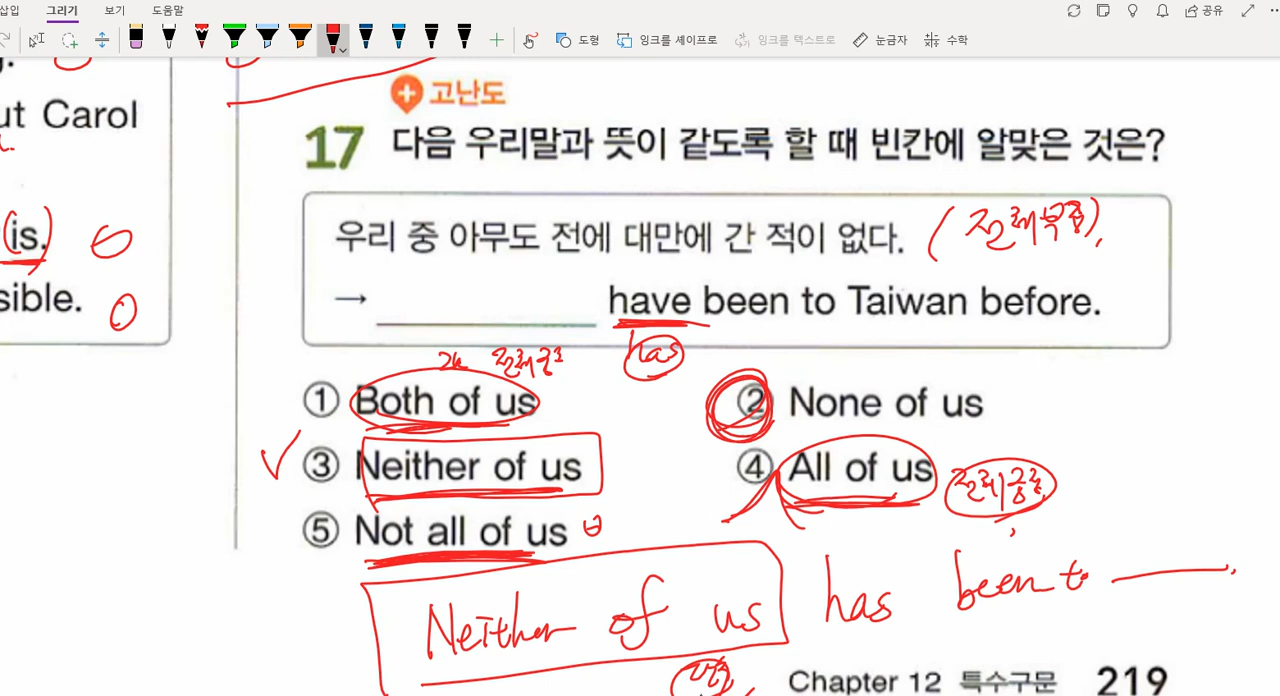 삽입 그리기 보기 도움말 공유
도형 잉크를 셰이프로 잉크를 텍스트로 눈금자 수학
고난도
ut Carol
17 다음 우리말과 뜻이 같도록 할 때 빈칸에 알맞은 것은?
우리 중 아무도 전에 대만에 간 적이 없다. (전체부정).
is.
→ ________ have been to Taiwan before.
sible.
has
전체긍정
① Both of us ② None of us
③ Neither of us ④ All of us 전체긍정
⑤ Not all of us
Neither of us has been to ____.
Chapter 12 특수구문 219